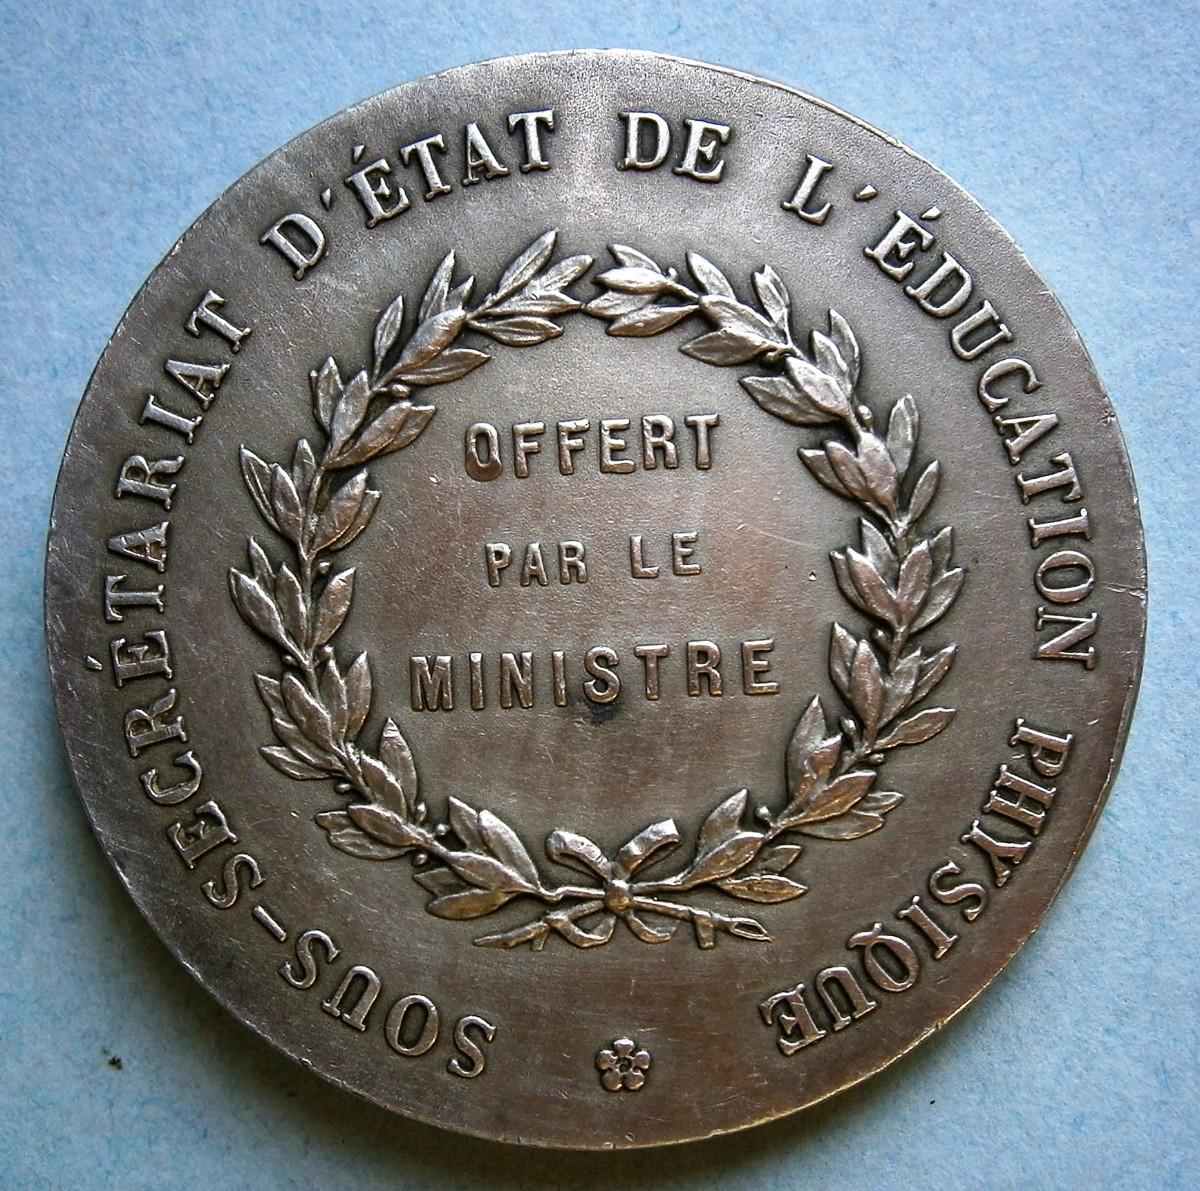 SOUS-SECRÉTARIAT D'ÉTAT DE L'ÉDUCATION PHYSIQUE
OFFERT
PAR LE
MINISTRE